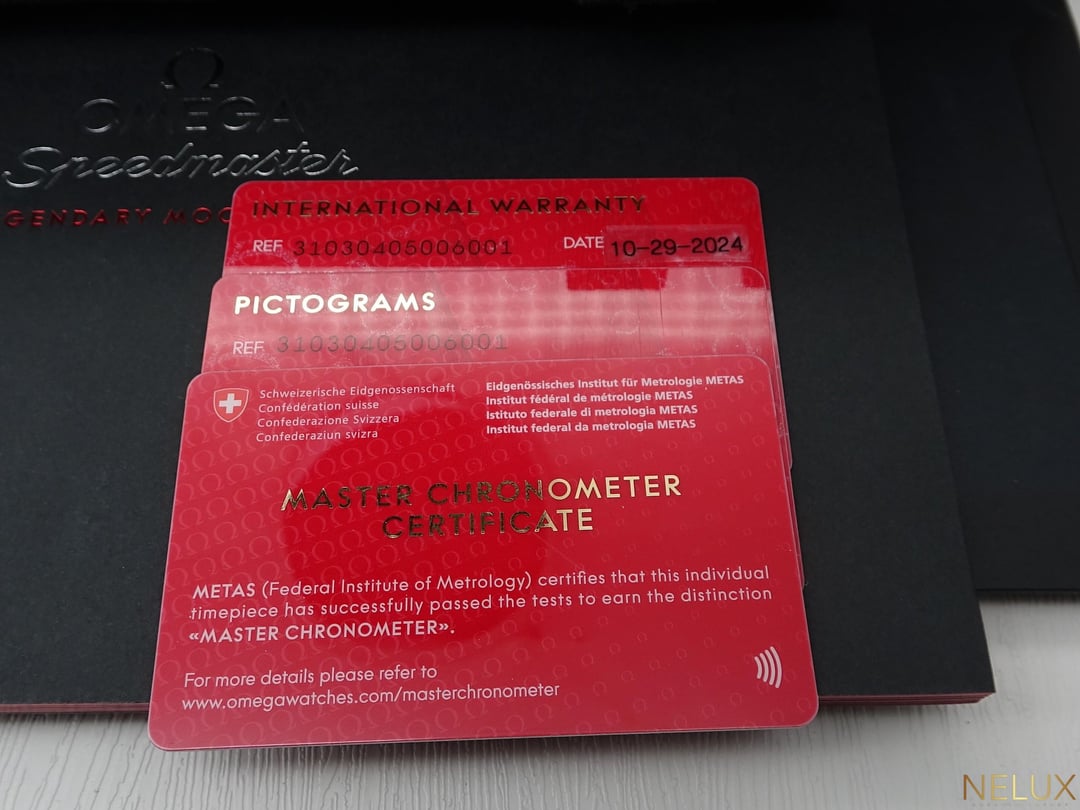 Ω
OMEGA
Speedmaster
GENDARY MOO
INTERNATIONAL WARRANTY
REF 31030405006001 DATE 10-29-2024
PICTOGRAMS
REF 31030405006001
Schweizerische Eidgenossenschaft
Confédération suisse
Confederazione Svizzera
Confederaziun svizra
Eidgenössisches Institut für Metrologie METAS
Institut fédéral de métrologie METAS
Istituto federale di metrologia METAS
Institut federal da metrologia METAS
MASTER CHRONOMETER
CERTIFICATE
METAS (Federal Institute of Metrology) certifies that this individual
timepiece has successfully passed the tests to earn the distinction
«MASTER CHRONOMETER».
For more details please refer to
www.omegawatches.com/masterchronometer
NELUX